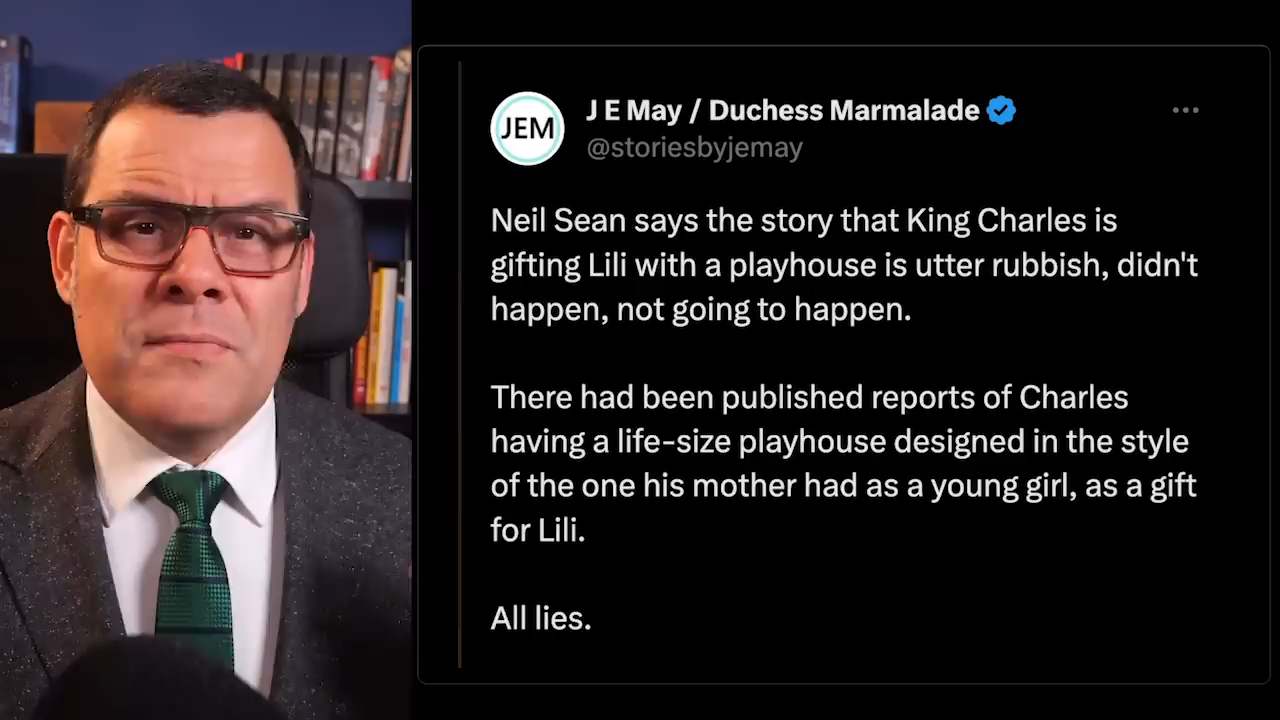 JEM
J E May / Duchess Marmalade
@storiesbyjemay
Neil Sean says the story that King Charles is
gifting Lili with a playhouse is utter rubbish, didn't
happen, not going to happen.
There had been published reports of Charles
having a life-size playhouse designed in the style
of the one his mother had as a young girl, as a gift
for Lili.
All lies.